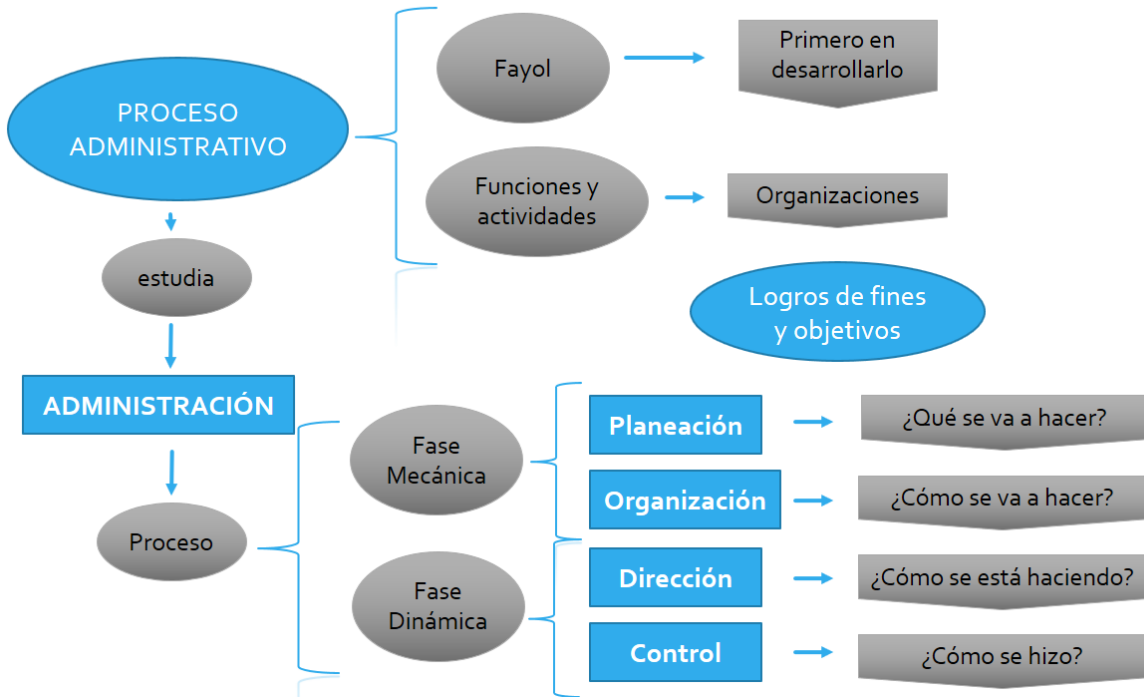 PROCESO
ADMINISTRATIVO
Fayol
Primero en
desarrollarlo
Funciones y
actividades
Organizaciones
estudia
Logros de fines
y objetivos
ADMINISTRACIÓN
Proceso
Fase
Mecánica
Planeación
¿Qué se va a hacer?
Organización
¿Cómo se va a hacer?
Fase
Dinámica
Dirección
¿Cómo se está haciendo?
Control
¿Cómo se hizo?